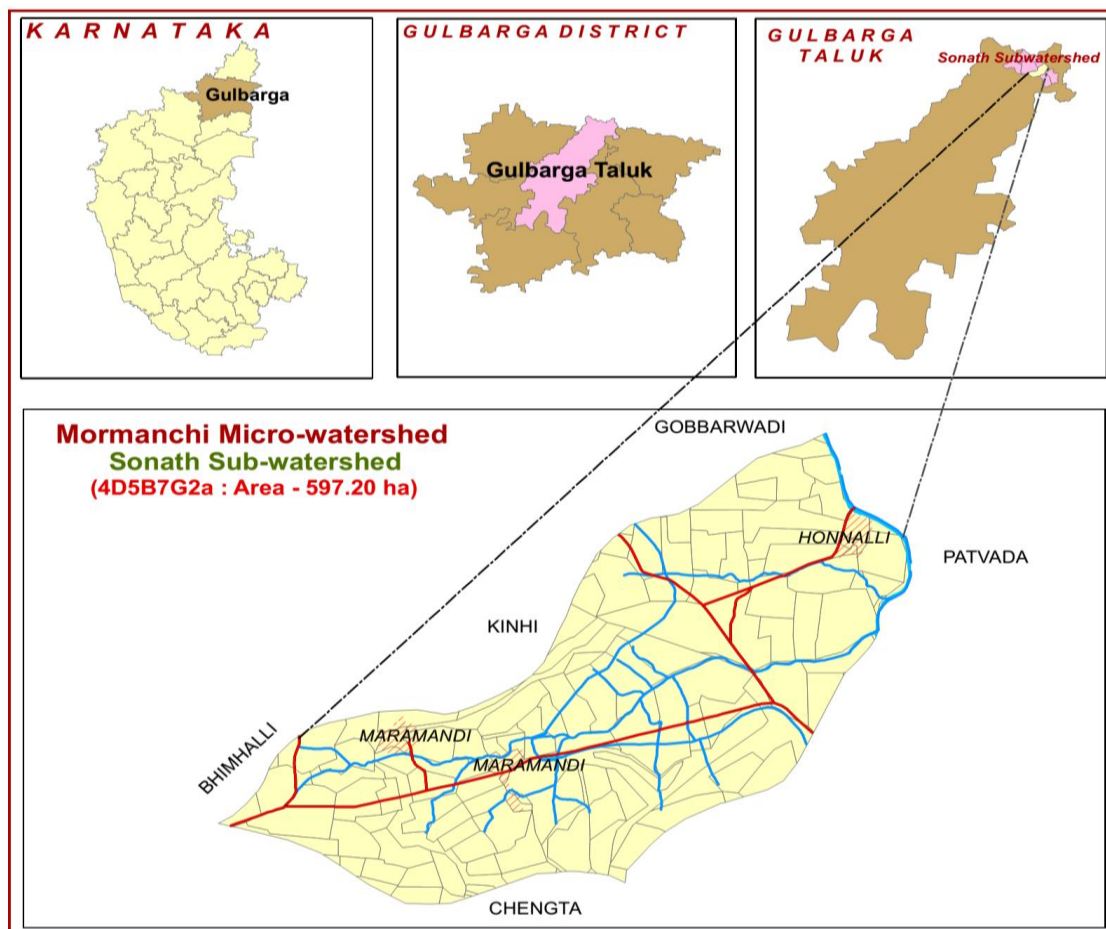 KARNATAKA
Gulbarga
GULBARGA DISTRICT
Gulbarga Taluk
GULBARGA
TALUK
Sonath Subwatershed
Mormanchi Micro-watershed
Sonath Sub-watershed
(4D5B7G2a : Area - 597.20 ha)
GOBBARWADI
HONNALLI
PATVADA
KINHI
BHIMHALLI
MARAMANDI
MARAMANDI
CHENGTA